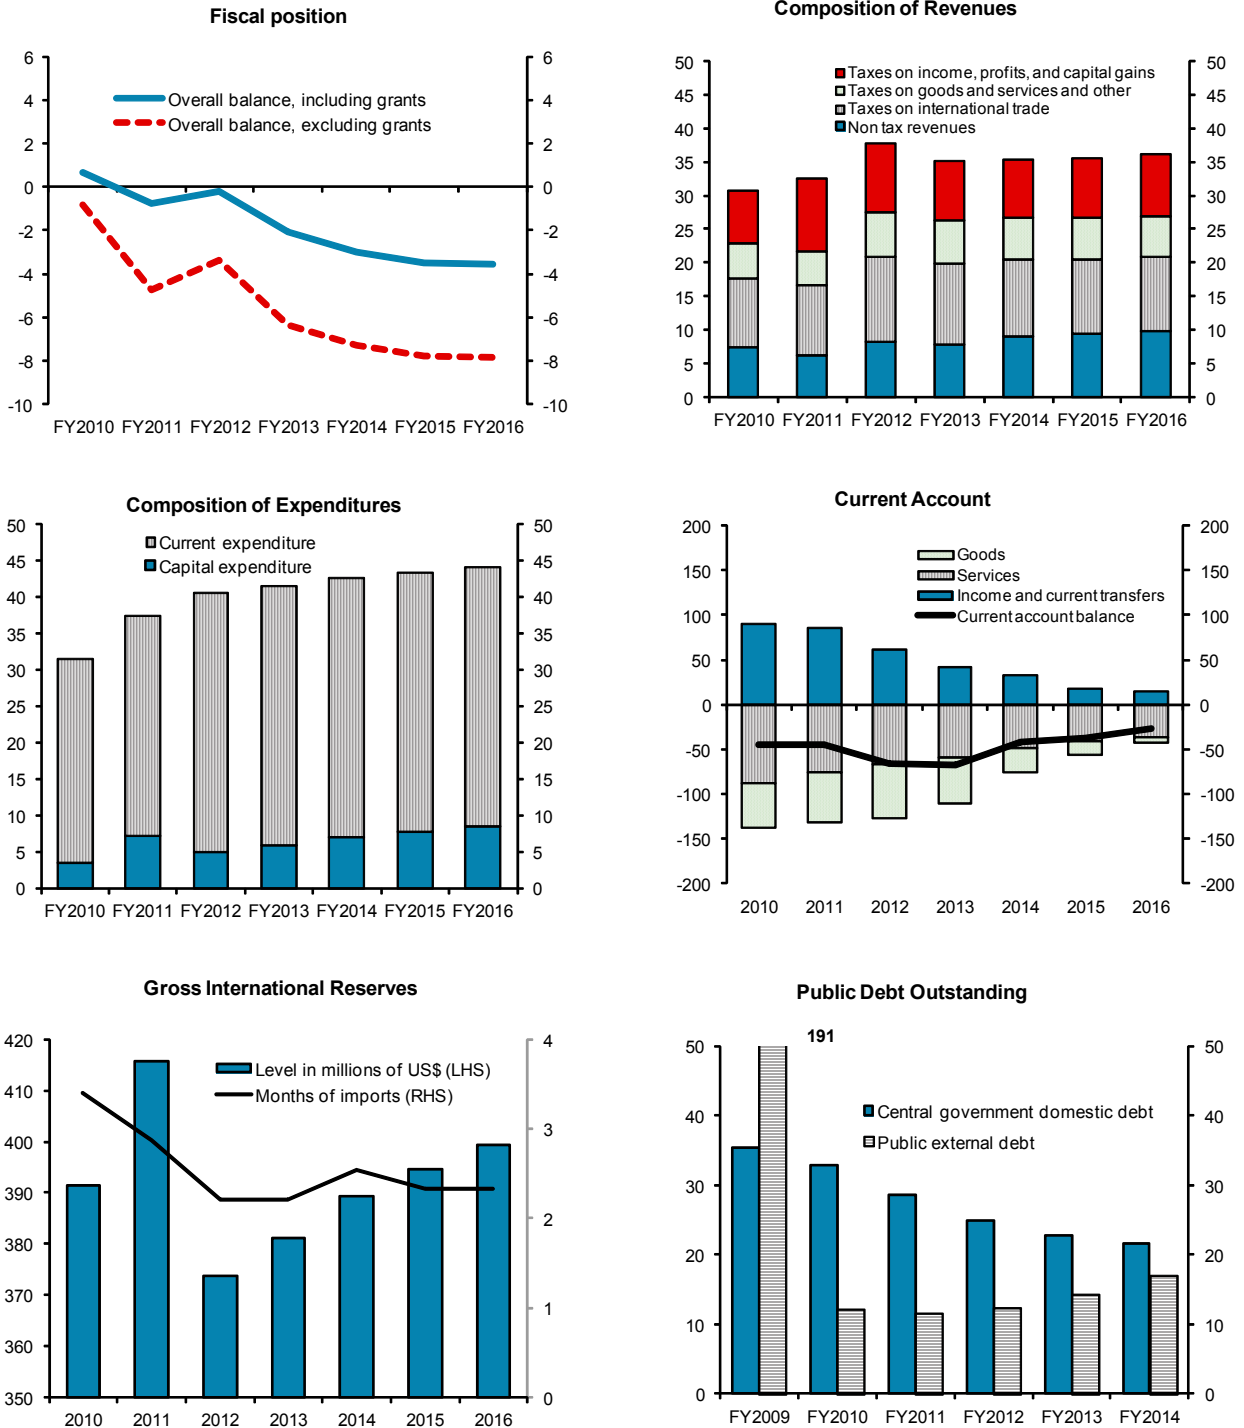 Fiscal position
6 6
4 4
Overall balance, including grants
Overall balance, excluding grants
2 2
0 0
-2 -2
-4 -4
-6 -6
-8 -8
-10 -10
FY2010 FY2011 FY2012 FY2013 FY2014 FY2015 FY2016
Composition of Revenues
50 50
Taxes on income, profits, and capital gains
Taxes on goods and services and other
Taxes on international trade
Non tax revenues
45 45
40 40
35 35
30 30
25 25
20 20
15 15
10 10
5 5
0 0
FY2010 FY2011 FY2012 FY2013 FY2014 FY2015 FY2016
Composition of Expenditures
50 50
Current expenditure
Capital expenditure
45 45
40 40
35 35
30 30
25 25
20 20
15 15
10 10
5 5
0 0
FY2010 FY2011 FY2012 FY2013 FY2014 FY2015 FY2016
Current Account
200 200
Goods
Services
Income and current transfers
Current account balance
150 150
100 100
50 50
0 0
-50 -50
-100 -100
-150 -150
-200 -200
2010 2011 2012 2013 2014 2015 2016
Gross International Reserves
420 4
Level in millions of US$ (LHS)
Months of imports (RHS)
410
400 3
390
380 2
370
360 1
350 0
2010 2011 2012 2013 2014 2015 2016
Public Debt Outstanding
191
50 50
Central government domestic debt
Public external debt
40 40
30 30
20 20
10 10
0 0
FY2009 FY2010 FY2011 FY2012 FY2013 FY2014